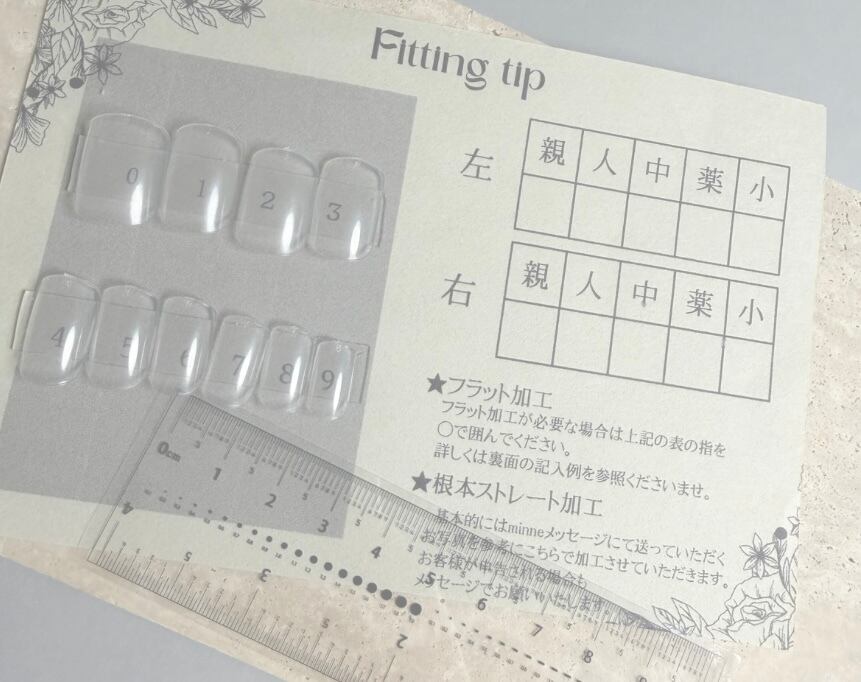 Fitting tip
0 1 2 3
4 5 6 7 8 9
左
親 人 中 薬 小
右
親 人 中 薬 小
★フラット加工
フラット加工が必要な場合は上記の表の指を
〇で囲んでください。
詳しくは裏面の記入例を参照くださいませ。
★根本ストレート加工
基本的にはminneメッセージにて送っていただく
お写真を参考にこちらで加工させていただきます。
お客様が申告される場合も
メッセージでお願いいたします。
0cm 1 2 3 4 5 6 7 8
4 3 2